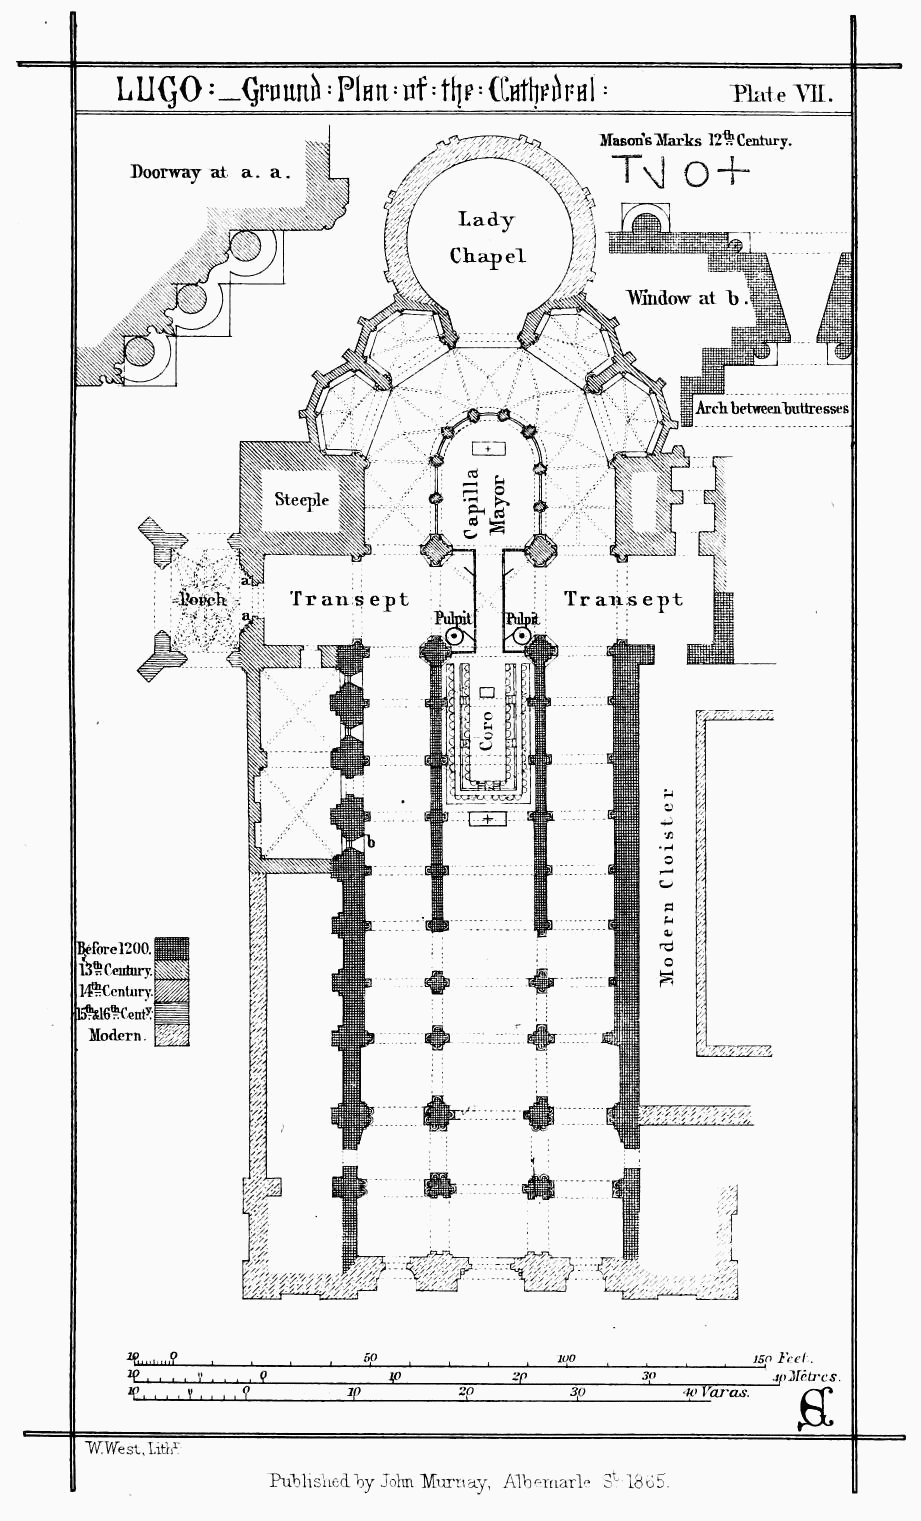 LUGO:—Ground:Plan:of:the:Cathedral:
Plate VII.
Doorway at a. a.
Mason's Marks 12th Century.
Lady
Chapel
Window at b.
Arch between buttresses
Steeple
Capilla
Mayor
Porch
a
a
Transept
Transept
Pulpit
Pulpit
Coro
b
Modern Cloister
Before 1200.
13th Century.
14th Century.
15th & 16th Centy.
Modern.
10 0 50 100 150 Feet.
10 0 10 20 30 40 Mètres.
10 0 10 20 30 40 Varas.
W. West, Lithr.
Published by John Murray, Albemarle St. 1865.